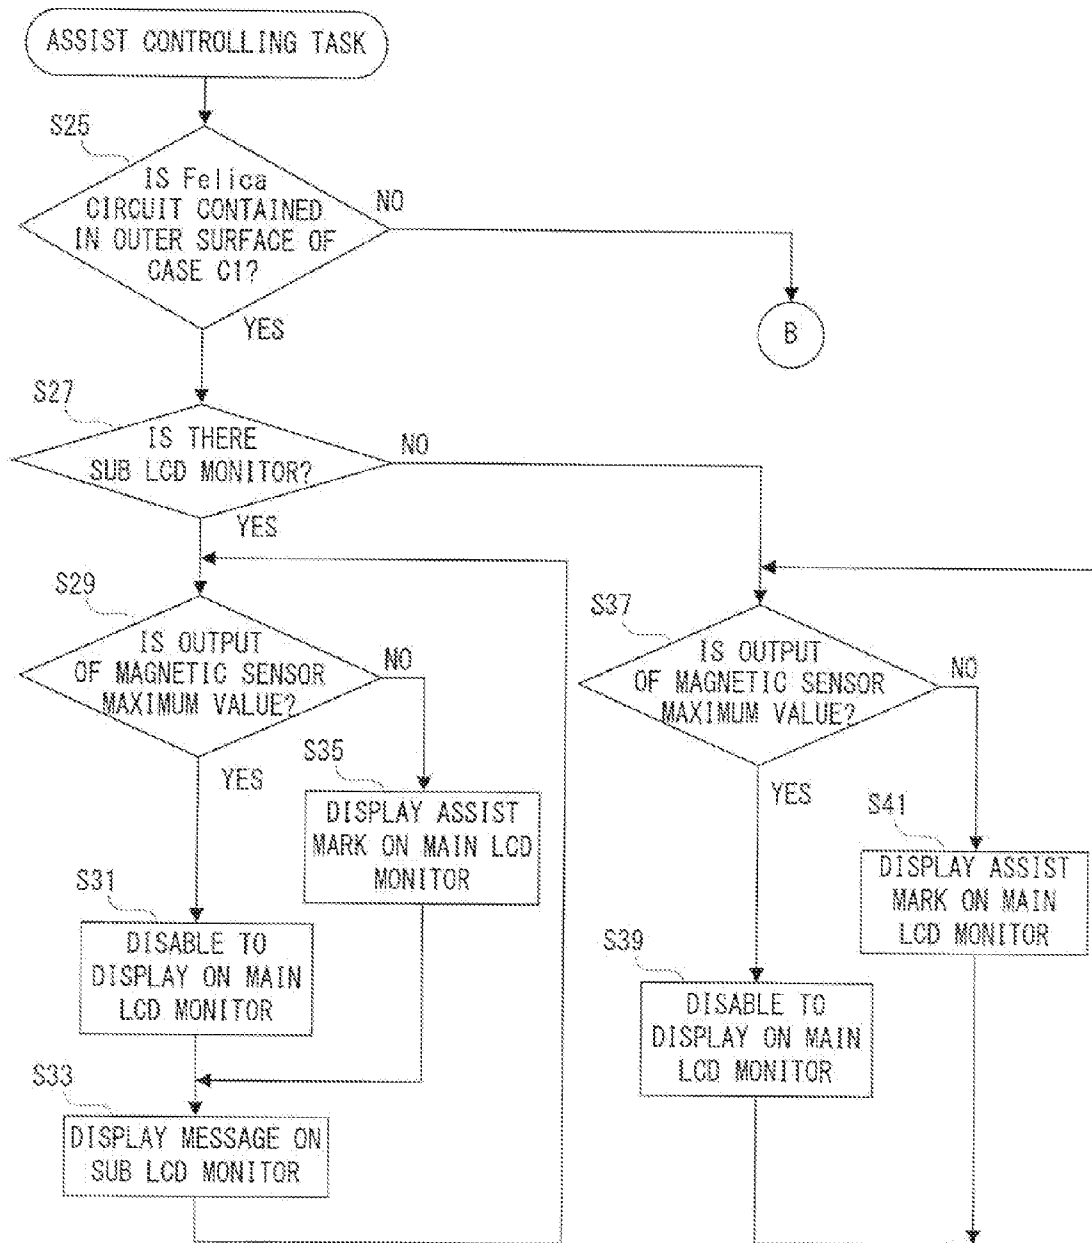 ASSIST CONTROLLING TASK
S25
IS Felica
CIRCUIT CONTAINED
IN OUTER SURFACE OF
CASE C1?
NO
YES
B
S27
IS THERE
SUB LCD MONITOR?
NO
YES
S29
IS OUTPUT
OF MAGNETIC SENSOR
MAXIMUM VALUE?
NO
YES
S35
DISPLAY ASSIST
MARK ON MAIN LCD
MONITOR
S31
DISABLE TO
DISPLAY ON MAIN
LCD MONITOR
S33
DISPLAY MESSAGE ON
SUB LCD MONITOR
S37
IS OUTPUT
OF MAGNETIC SENSOR
MAXIMUM VALUE?
NO
YES
S41
DISPLAY ASSIST
MARK ON MAIN
LCD MONITOR
S39
DISABLE TO
DISPLAY ON MAIN
LCD MONITOR